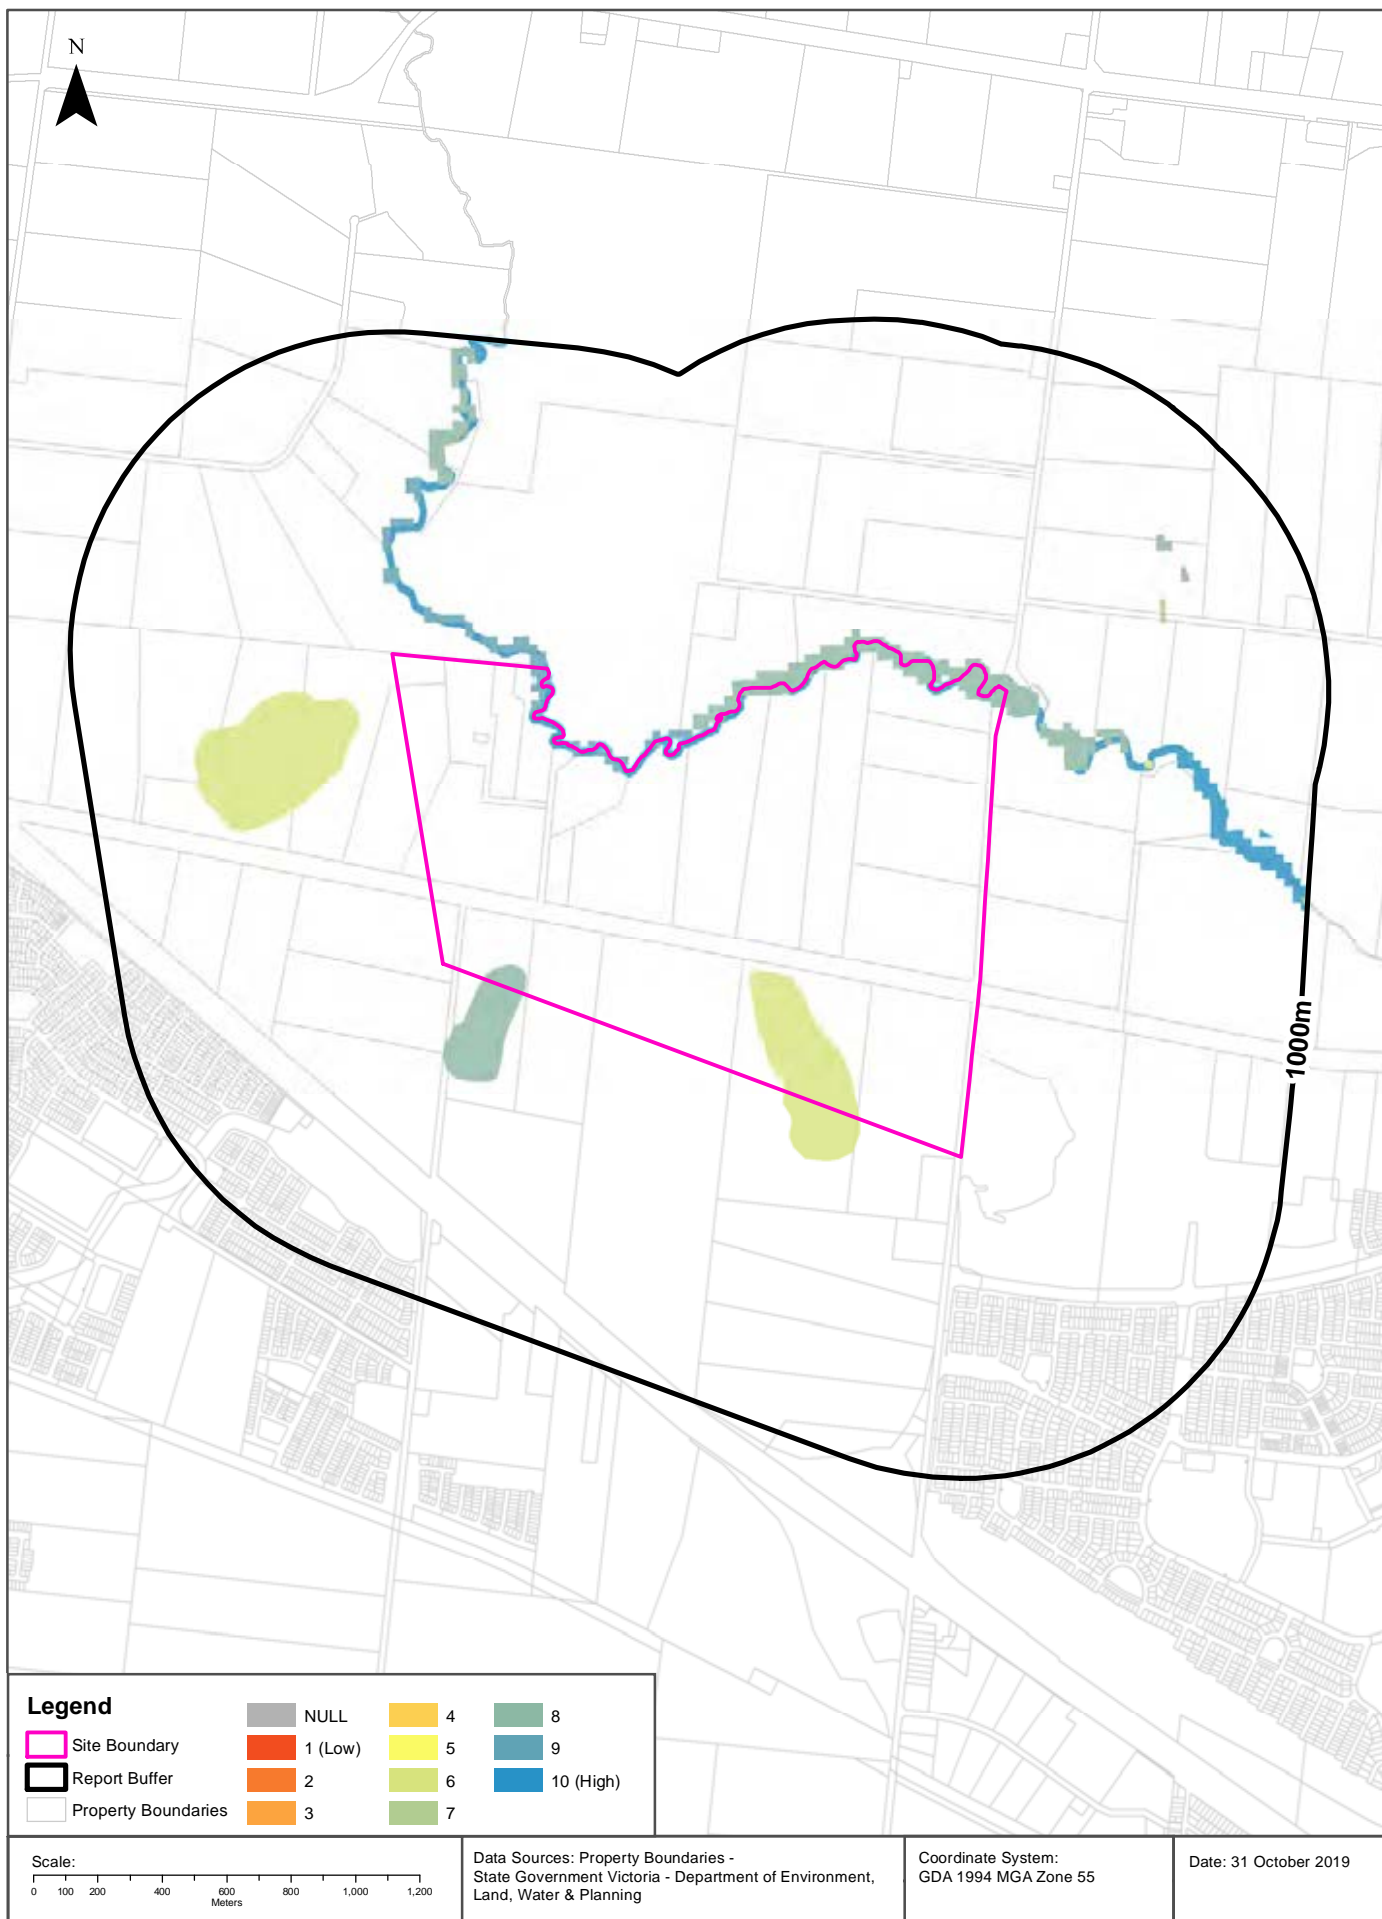 N
1000m
Legend
Site Boundary
Report Buffer
Property Boundaries
NULL
1 (Low)
2
3
4
5
6
7
8
9
10 (High)
Scale:
0 100 200 400 600 800 1,000 1,200
Meters
Data Sources: Property Boundaries -
State Government Victoria - Department of Environment,
Land, Water & Planning
Coordinate System:
GDA 1994 MGA Zone 55
Date: 31 October 2019